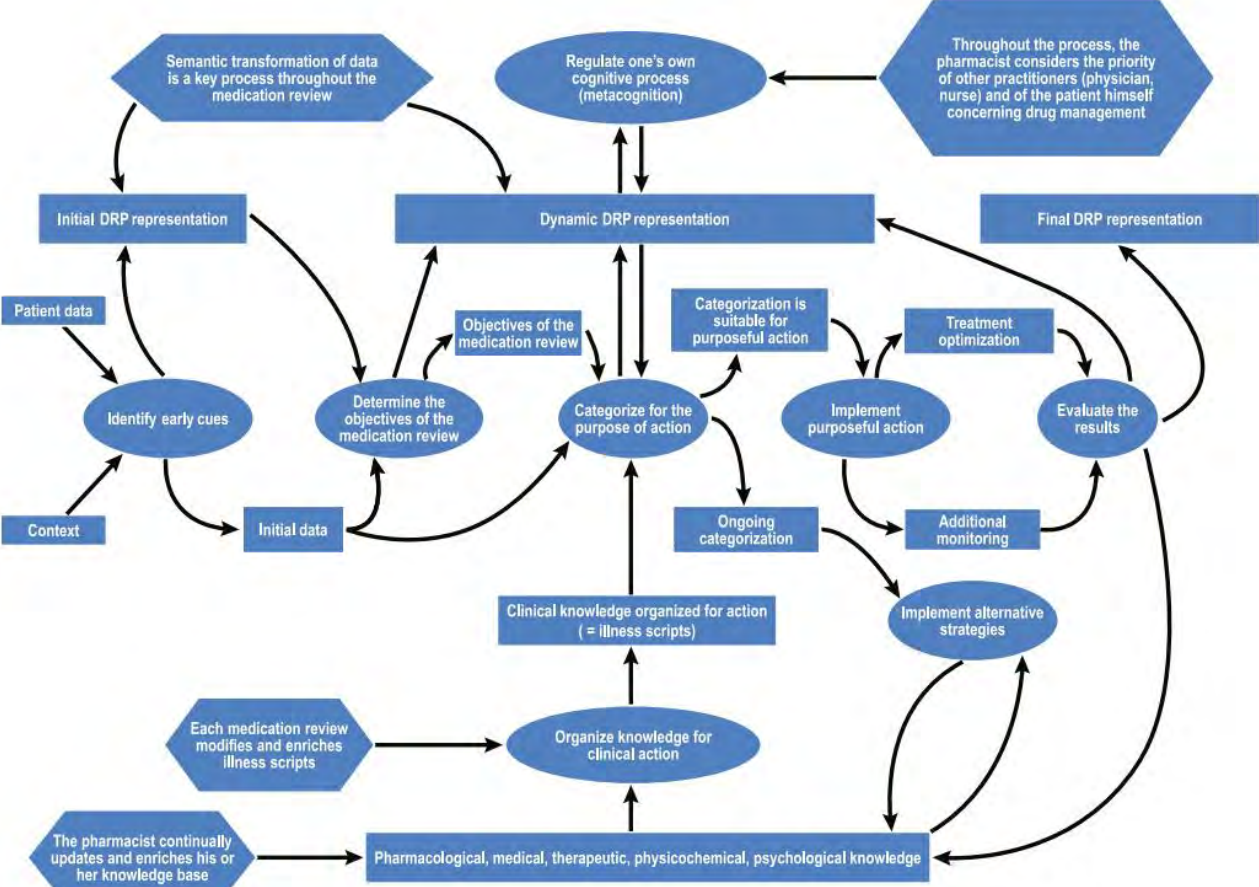 Semantic transformation of data
is a key process throughout the
medication review
Regulate one's own
cognitive process
(metacognition)
Throughout the process, the
pharmacist considers the priority
of other practitioners (physician,
nurse) and of the patient himself
concerning drug management
Initial DRP representation
Dynamic DRP representation
Final DRP representation
Patient data
Objectives of the
medication review
Categorization is
suitable for
purposeful action
Treatment
optimization
Identify early cues
Determine the
objectives of the
medication review
Categorize for the
purpose of action
Implement
purposeful action
Evaluate the
results
Context
Initial data
Ongoing
categorization
Additional
monitoring
Clinical knowledge organized for action
( = illness scripts)
Implement alternative
strategies
Each medication review
modifies and enriches
illness scripts
Organize knowledge for
clinical action
The pharmacist continually
updates and enriches his or
her knowledge base
Pharmacological, medical, therapeutic, physicochemical, psychological knowledge